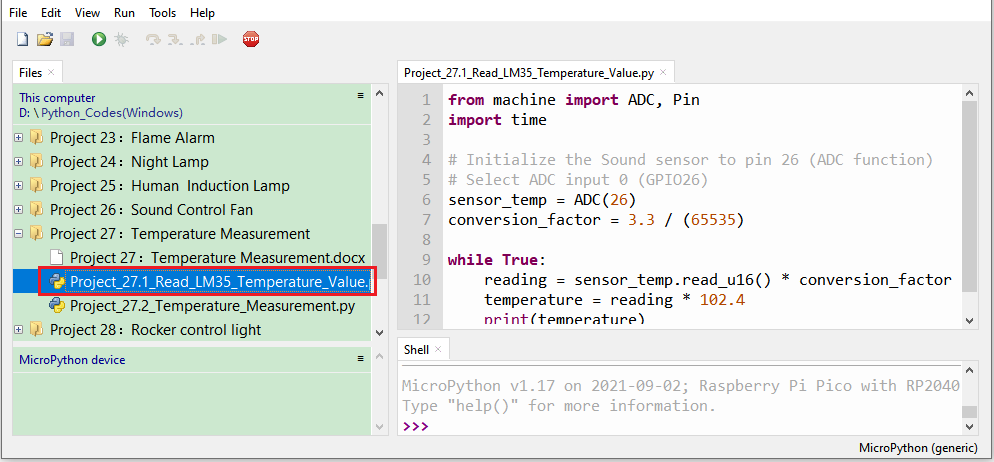 File Edit View Run Tools Help
STOP
Files ×
This computer
D: \ Python_Codes(Windows)
Project 23：Flame Alarm
Project 24：Night Lamp
Project 25：Human  Induction Lamp
Project 26：Sound Control Fan
Project 27：Temperature Measurement
Project 27：Temperature Measurement.docx
Project_27.1_Read_LM35_Temperature_Value.
Project_27.2_Temperature_Measurement.py
Project 28：Rocker control light
MicroPython device
Project_27.1_Read_LM35_Temperature_Value.py ×
1 from machine import ADC, Pin
2 import time
3
4 # Initialize the Sound sensor to pin 26 (ADC function)
5 # Select ADC input 0 (GPIO26)
6 sensor_temp = ADC(26)
7 conversion_factor = 3.3 / (65535)
8
9 while True:
10     reading = sensor_temp.read_u16() * conversion_factor
11     temperature = reading * 102.4
12     print(temperature)
Shell ×
MicroPython v1.17 on 2021-09-02; Raspberry Pi Pico with RP2040
Type "help()" for more information.
>>>
MicroPython (generic)